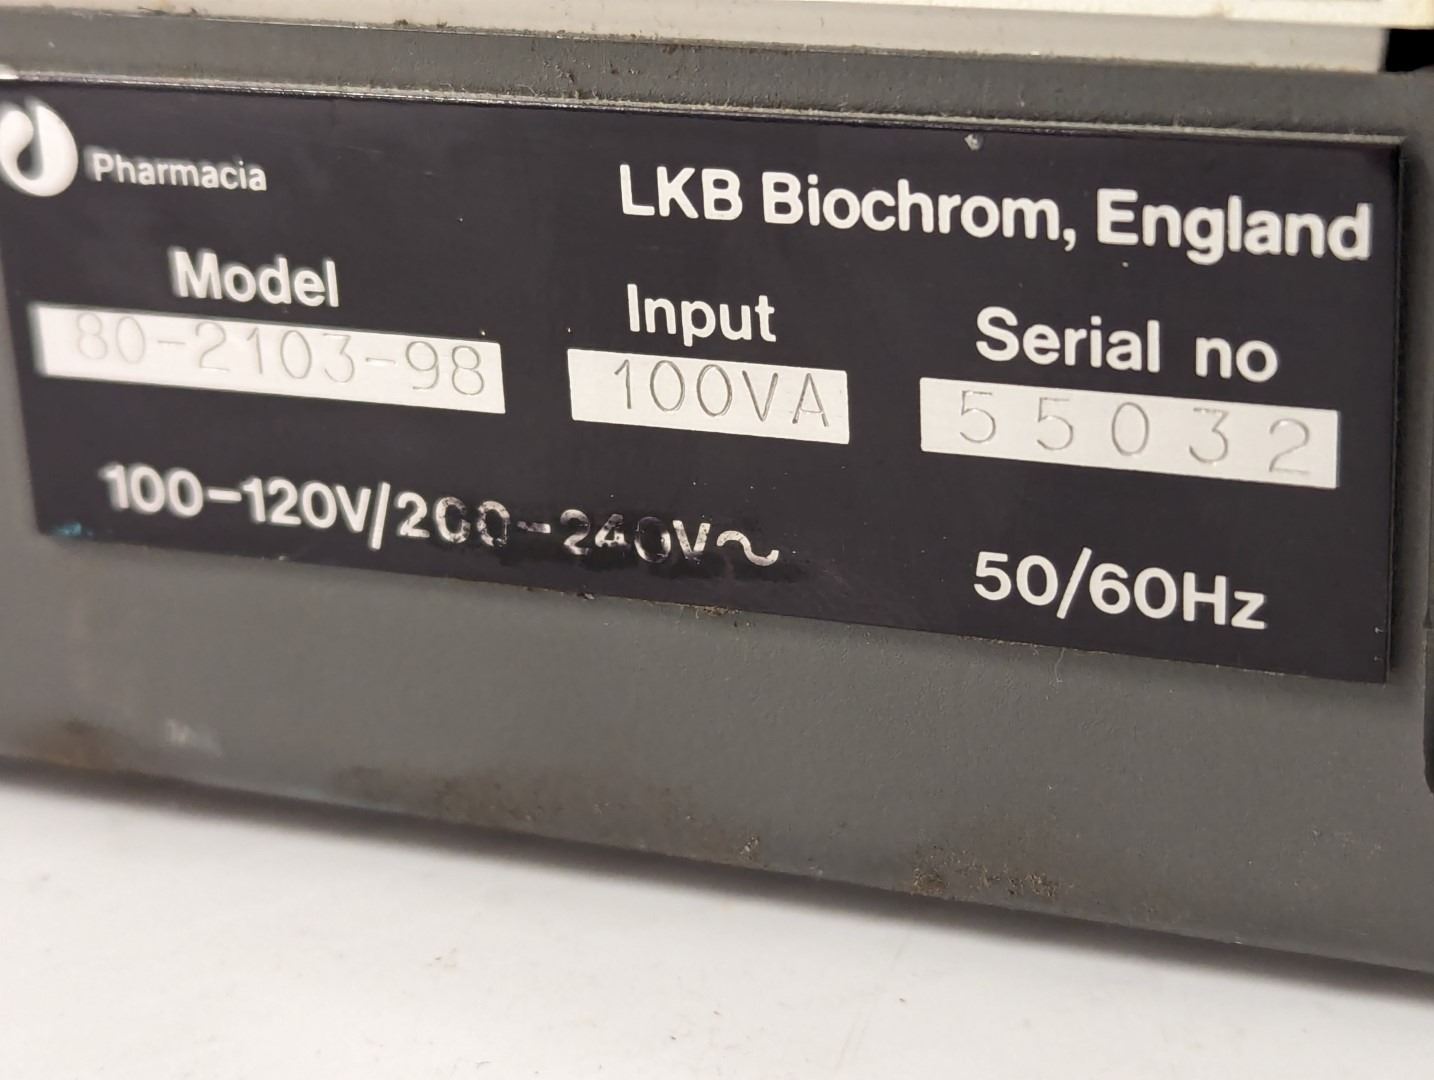 Pharmacia
LKB Biochrom, England
Model Input Serial no
80-2103-98 100VA 55032
100-120V/200-240V~ 50/60Hz